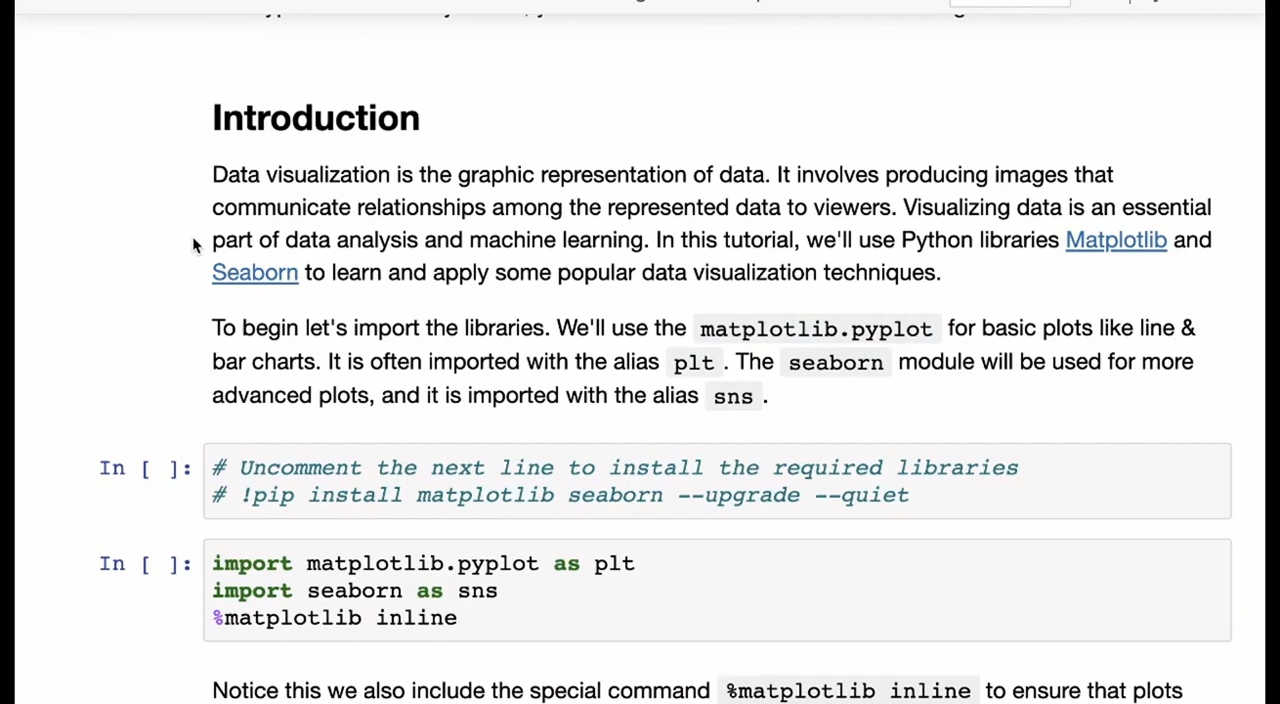 Introduction
Data visualization is the graphic representation of data. It involves producing images that
communicate relationships among the represented data to viewers. Visualizing data is an essential
part of data analysis and machine learning. In this tutorial, we'll use Python libraries Matplotlib and
Seaborn to learn and apply some popular data visualization techniques.
To begin let's import the libraries. We'll use the matplotlib.pyplot for basic plots like line &
bar charts. It is often imported with the alias plt . The seaborn module will be used for more
advanced plots, and it is imported with the alias sns .
In [ ]: # Uncomment the next line to install the required libraries
# !pip install matplotlib seaborn --upgrade --quiet
In [ ]: import matplotlib.pyplot as plt
import seaborn as sns
%matplotlib inline
Notice this we also include the special command %matplotlib inline to ensure that plots